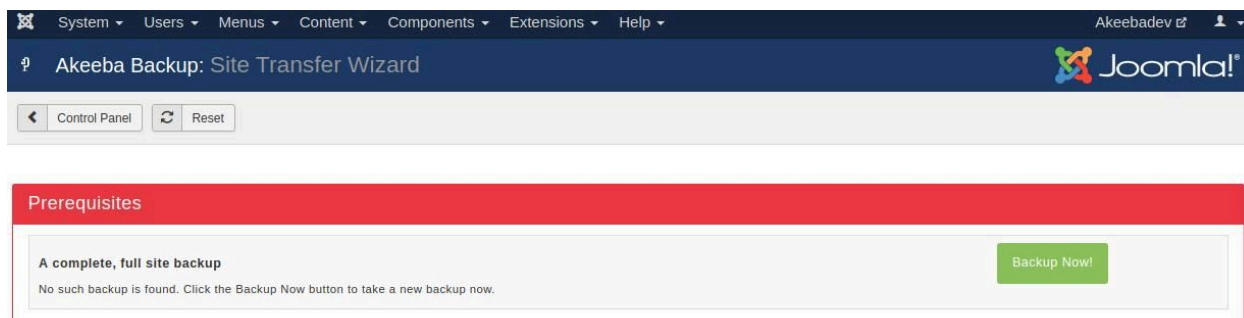 System Users Menus Content Components Extensions Help Akeebadev
Akeeba Backup: Site Transfer Wizard Joomla!®
Control Panel Reset
Prerequisites
A complete, full site backup
Backup Now!
No such backup is found. Click the Backup Now button to take a new backup now.